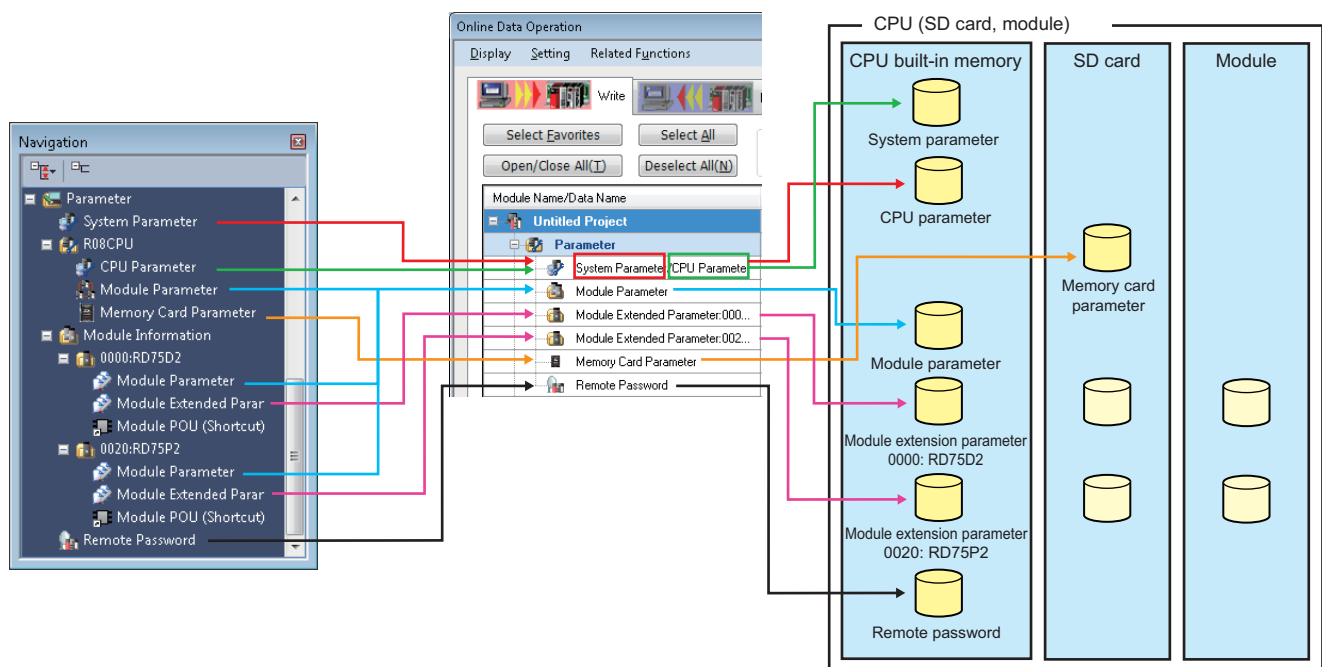 Navigation
Parameter
System Parameter
R08CPU
CPU Parameter
Module Parameter
Memory Card Parameter
Module Information
0000:RD75D2
Module Parameter
Module Extended Parar
Module POU (Shortcut)
0020:RD75P2
Module Parameter
Module Extended Parar
Module POU (Shortcut)
Remote Password
Online Data Operation
Display Setting Related Functions
Write
Select Favorites Select All
Open/Close All(T) Deselect All(N)
Module Name/Data Name
Untitled Project
Parameter
System Paramete /CPU Paramete
Module Parameter
Module Extended Parameter:000...
Module Extended Parameter:002...
Memory Card Parameter
Remote Password
CPU (SD card, module)
CPU built-in memory
System parameter
CPU parameter
Module parameter
Module extension parameter
0000: RD75D2
Module extension parameter
0020: RD75P2
Remote password
SD card
Memory card
parameter
Module